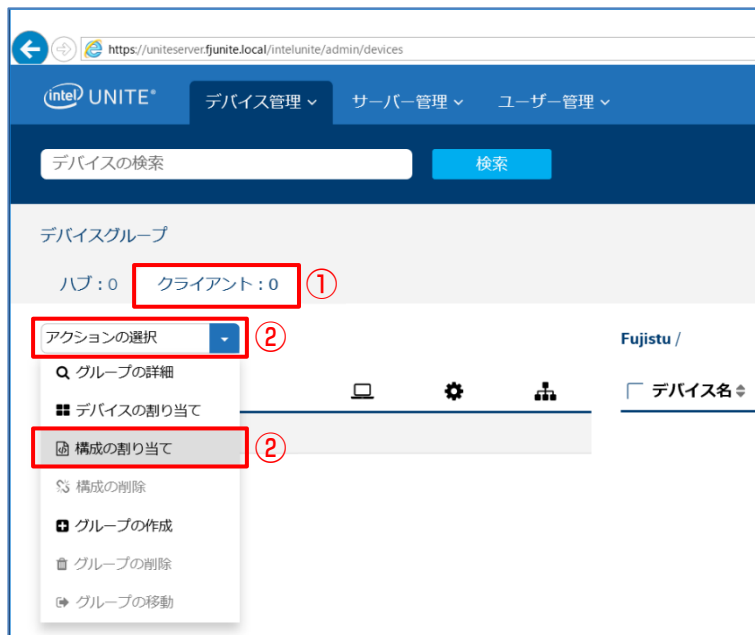 https://uniteserver.fjunite.local/intelunite/admin/devices
intel UNITE® デバイス管理 サーバー管理 ユーザー管理
デバイスの検索 検索
デバイスグループ
ハブ：0 クライアント：0 ①
アクションの選択 ② Fujistu /
グループの詳細
デバイス名
デバイスの割り当て
構成の割り当て ②
構成の削除
グループの作成
グループの削除
グループの移動